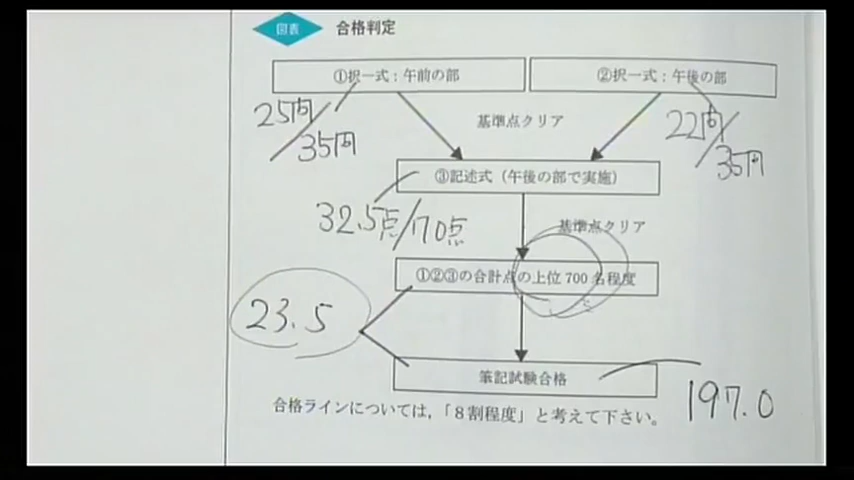 図表 合格判定
①択一式：午前の部
②択一式：午後の部
25問/35問
基準点クリア
22問/35問
③記述式（午後の部で実施）
32.5点/70点
基準点クリア
①②③の合計点の上位700名程度
23.5
筆記試験合格
197.0
合格ラインについては，「８割程度」と考えて下さい。